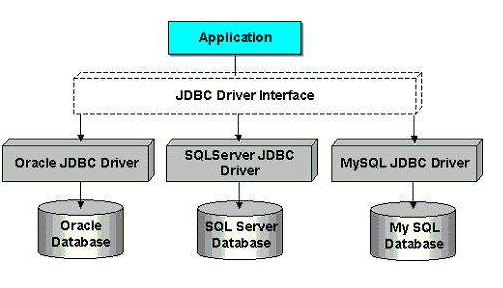 Application
JDBC Driver Interface
Oracle JDBC Driver
SQLServer JDBC
Driver
MySQL JDBC Driver
Oracle
Database
SQL Server
Database
My SQL
Database